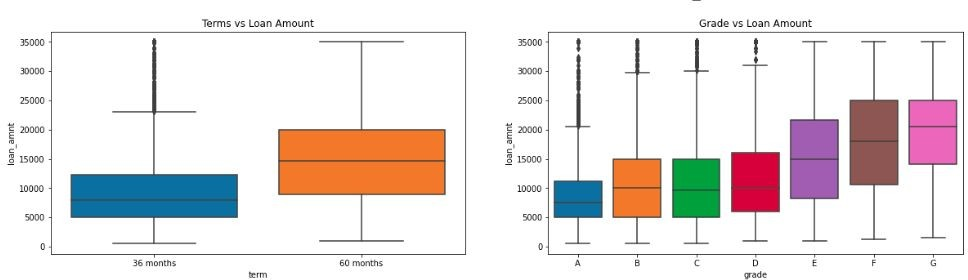 Terms vs Loan Amount
35000
30000
25000
20000
15000
10000
5000
0
loan_amnt
36 months
60 months
term
Grade vs Loan Amount
35000
30000
25000
20000
15000
10000
5000
0
loan_amnt
A
B
C
D
E
F
G
grade